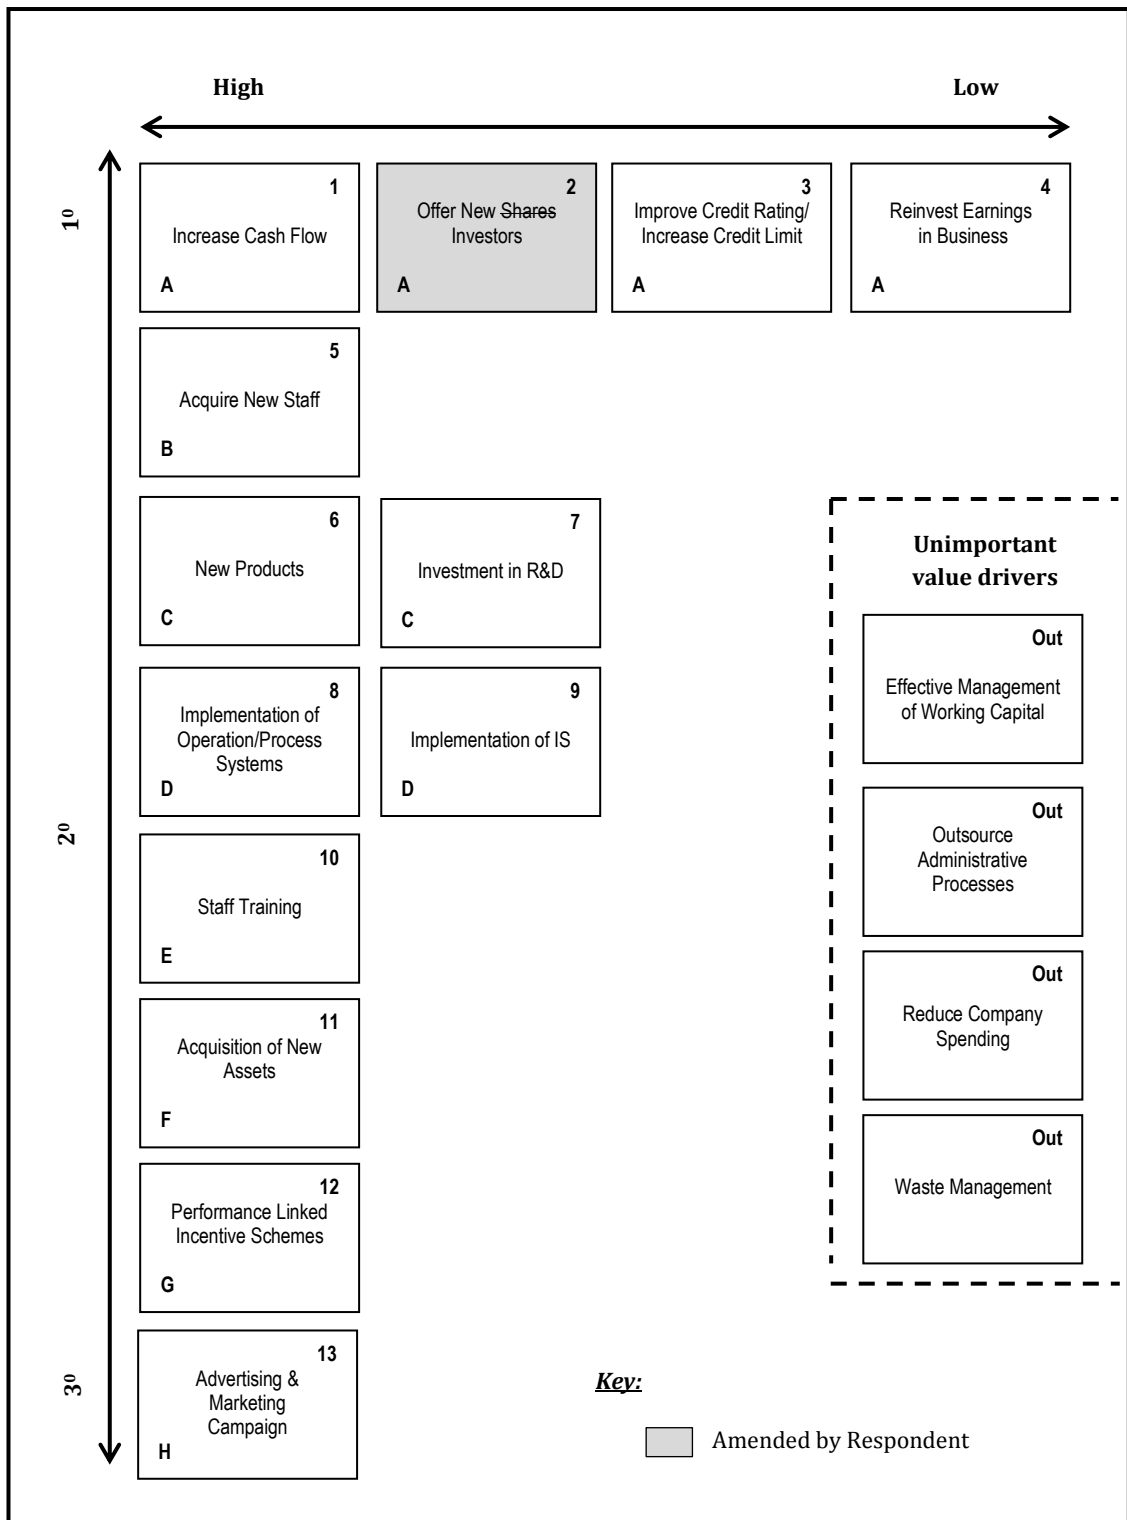 High
Low
1⁰
1
Increase Cash Flow
A
2
Offer New Shares
Investors
A
3
Improve Credit Rating/
Increase Credit Limit
A
4
Reinvest Earnings
in Business
A
5
Acquire New Staff
B
6
New Products
C
7
Investment in R&D
C
Unimportant
value drivers
Out
Effective Management
of Working Capital
2⁰
8
Implementation of
Operation/Process
Systems
D
9
Implementation of IS
D
Out
Outsource
Administrative
Processes
10
Staff Training
E
Out
Reduce Company
Spending
11
Acquisition of New
Assets
F
Out
Waste Management
12
Performance Linked
Incentive Schemes
G
3⁰
13
Advertising &
Marketing
Campaign
H
Key:
Amended by Respondent